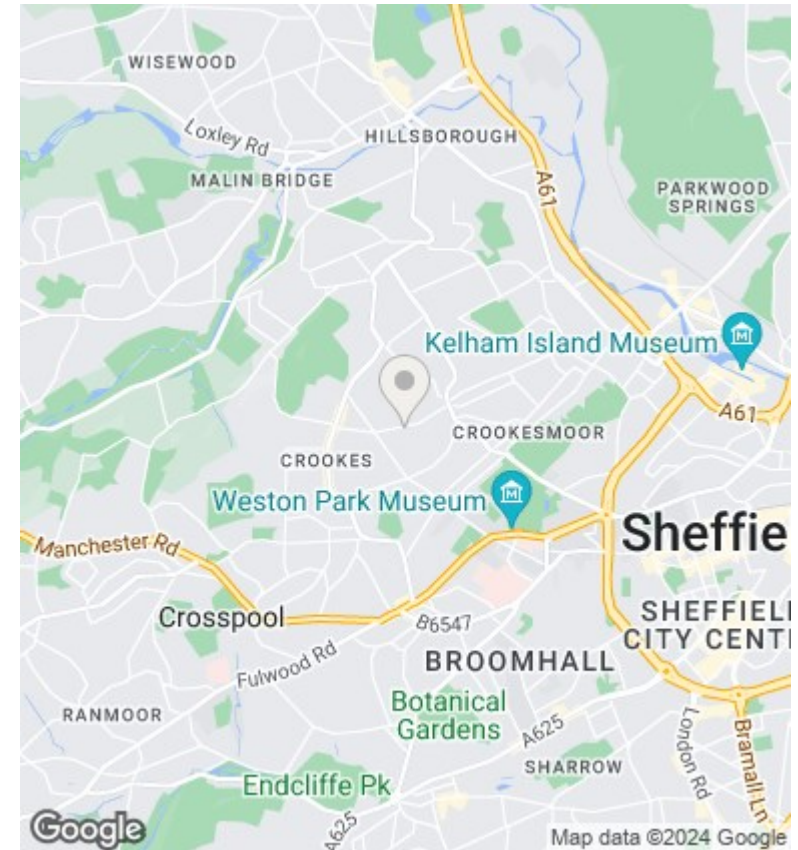 WISEWOOD
Loxley Rd
HILLSBOROUGH
MALIN BRIDGE
A61
PARKWOOD
SPRINGS
Kelham Island Museum
A61
CROOKESMOOR
CROOKES
Weston Park Museum
Manchester Rd
Sheffie
Crosspool
B6547
SHEFFIEL
CITY CENT
Fulwood Rd
BROOMHALL
RANMOOR
Botanical
Gardens
A625
London Rd
Bramall Ln
SHARROW
Endcliffe Pk
A625
Google
Map data ©2024 Google